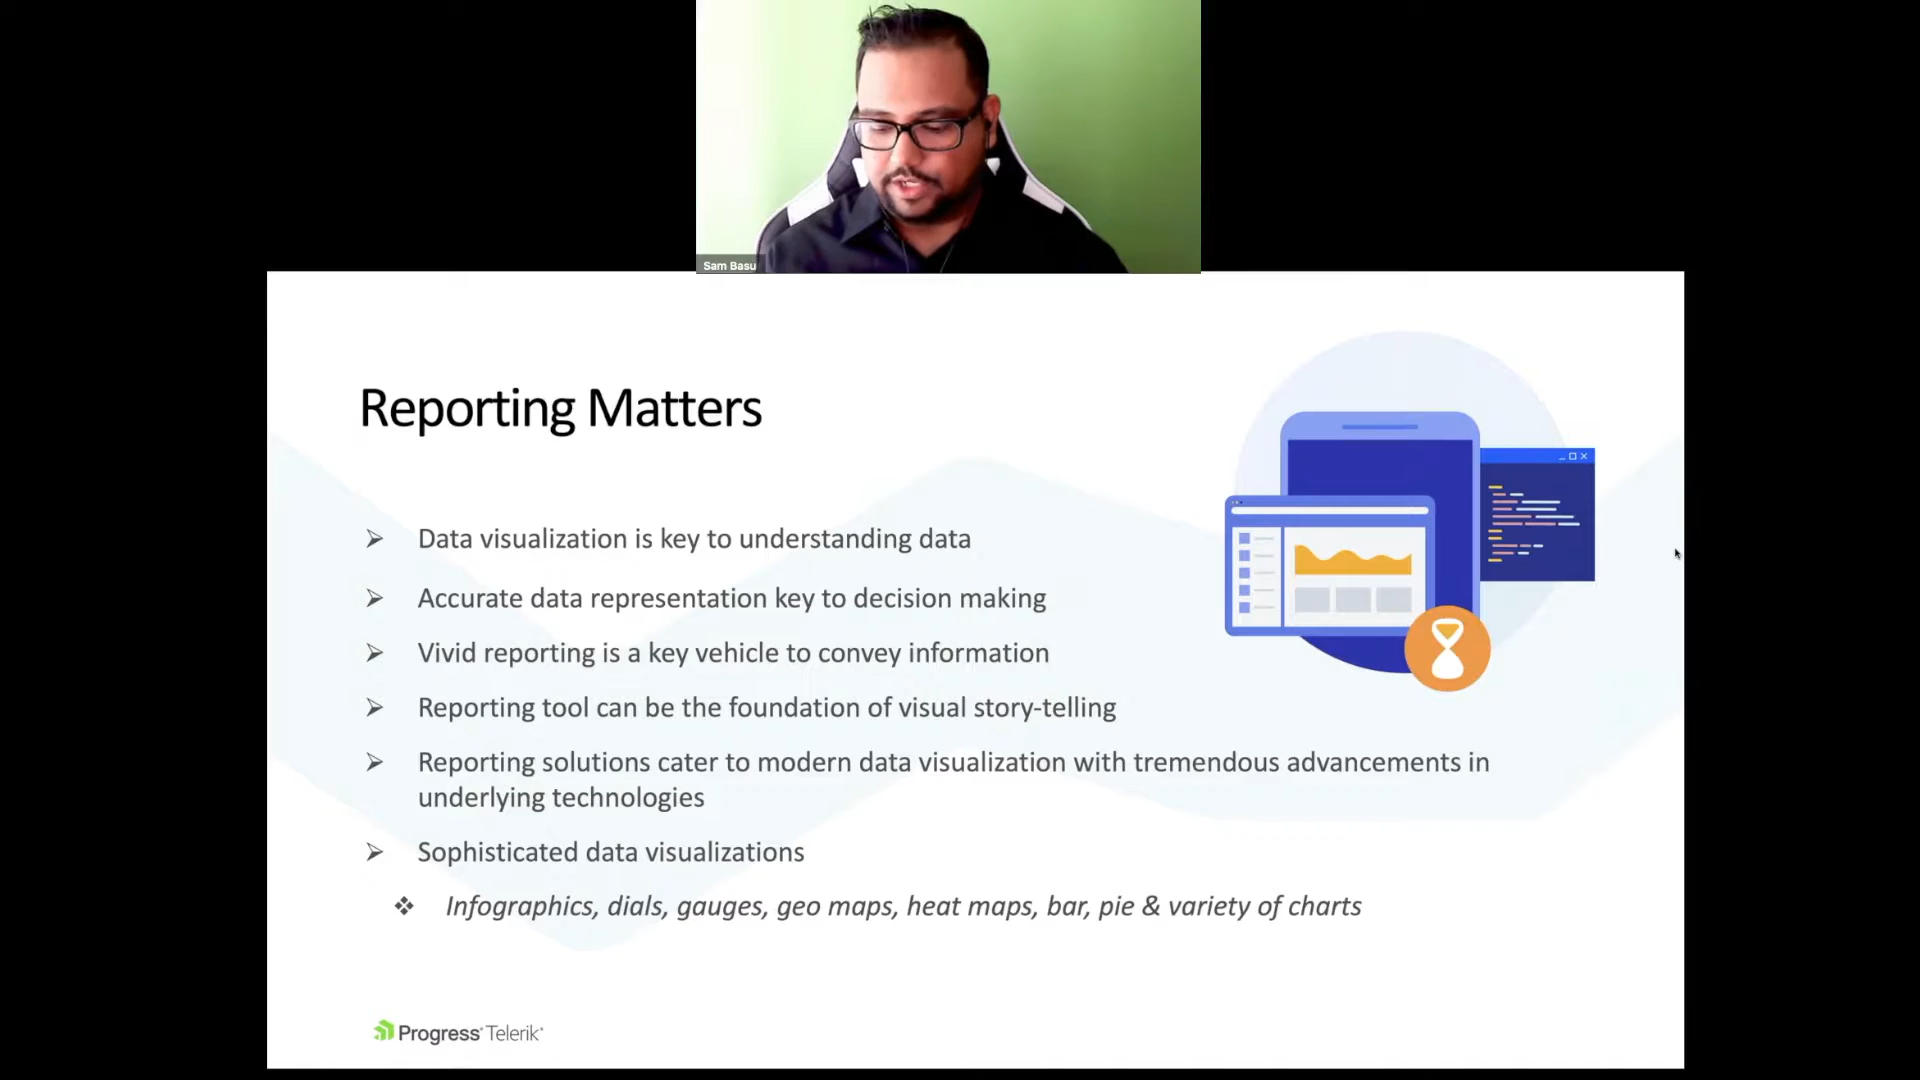 Sam Basu
Reporting Matters
Data visualization is key to understanding data
Accurate data representation key to decision making
Vivid reporting is a key vehicle to convey information
Reporting tool can be the foundation of visual story-telling
Reporting solutions cater to modern data visualization with tremendous advancements in
underlying technologies
Sophisticated data visualizations
Infographics, dials, gauges, geo maps, heat maps, bar, pie & variety of charts
Progress Telerik